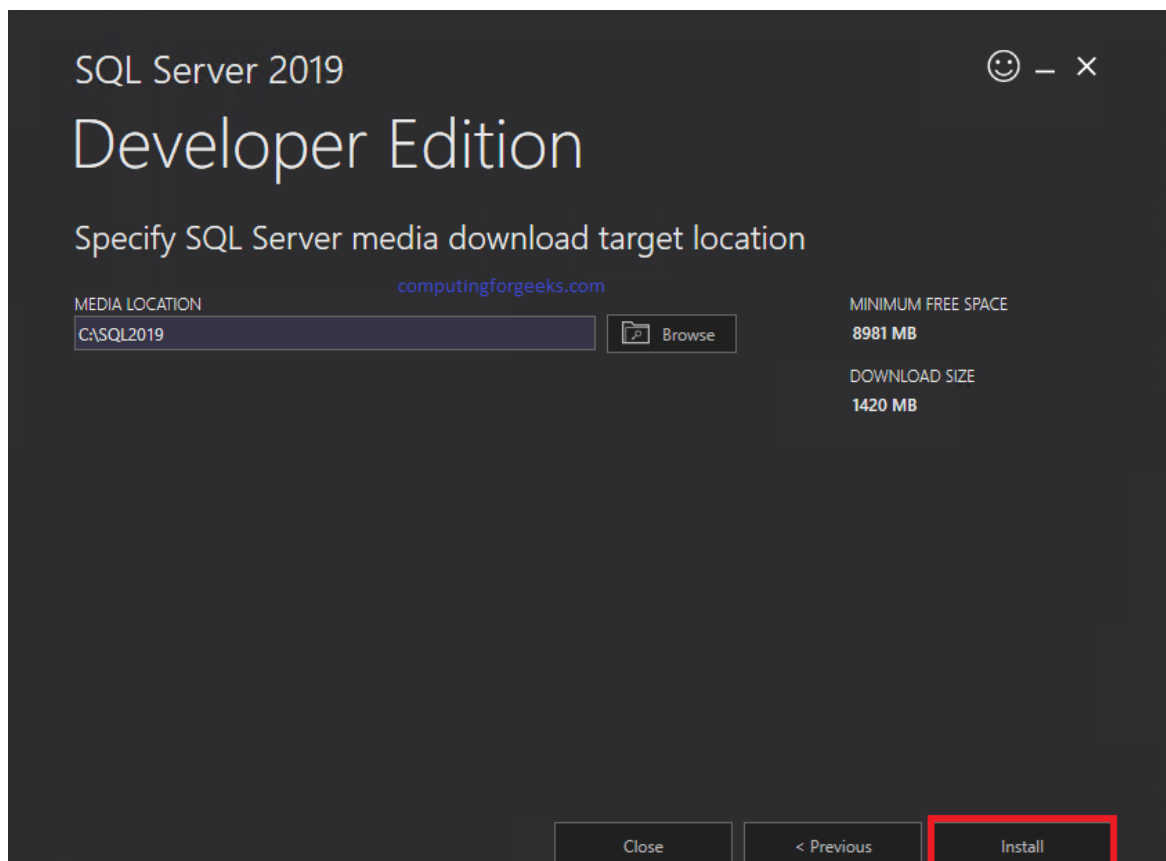 SQL Server 2019
Developer Edition
Specify SQL Server media download target location
computingforgeeks.com
MEDIA LOCATION
C:\SQL2019
Browse
MINIMUM FREE SPACE
8981 MB
DOWNLOAD SIZE
1420 MB
Close
< Previous
Install